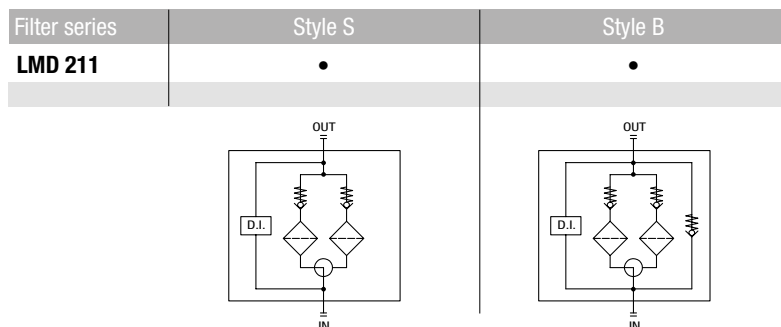 Filter series Style S Style B
LMD 211 • •
OUT OUT
D.I. D.I.
IN IN